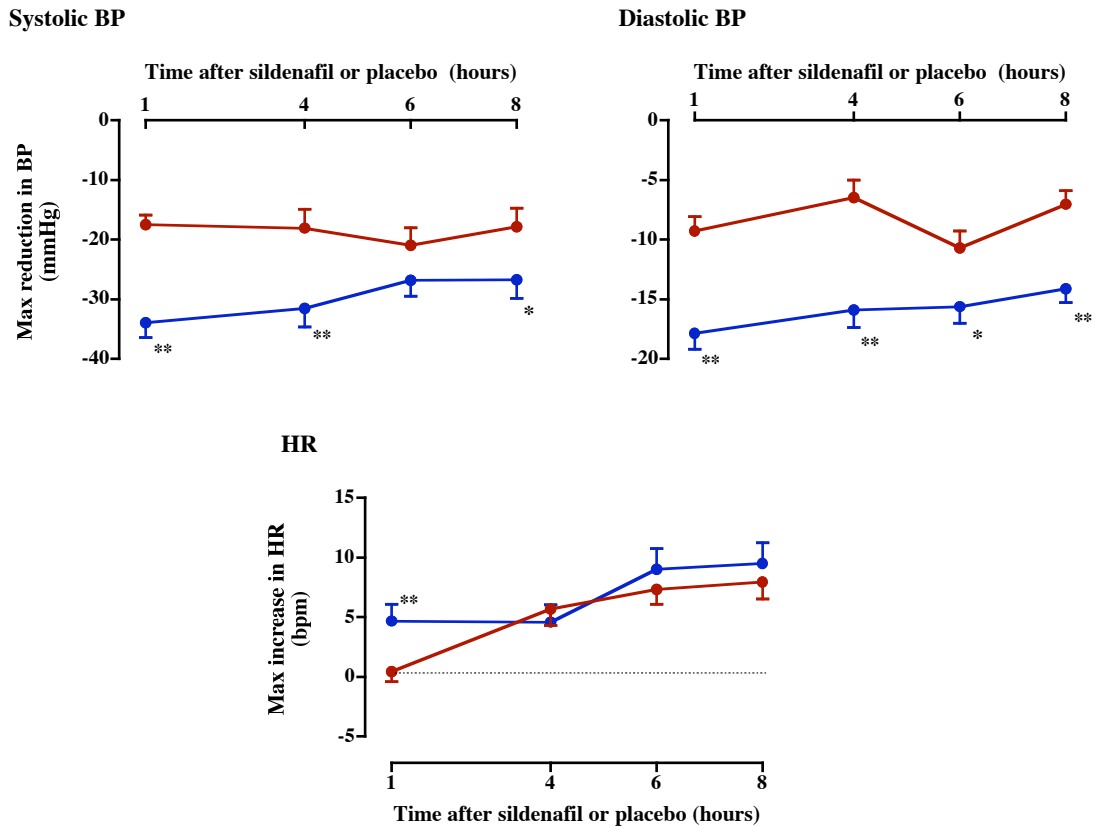 Systolic BP
Time after sildenafil or placebo (hours)
1 4 6 8
Max reduction in BP
(mmHg)
0
-10
-20
-30
-40
**
**
*
Diastolic BP
Time after sildenafil or placebo (hours)
1 4 6 8
0
-5
-10
-15
-20
**
**
*
**
HR
Max increase in HR
(bpm)
15
10
5
0
-5
**
1 4 6 8
Time after sildenafil or placebo (hours)